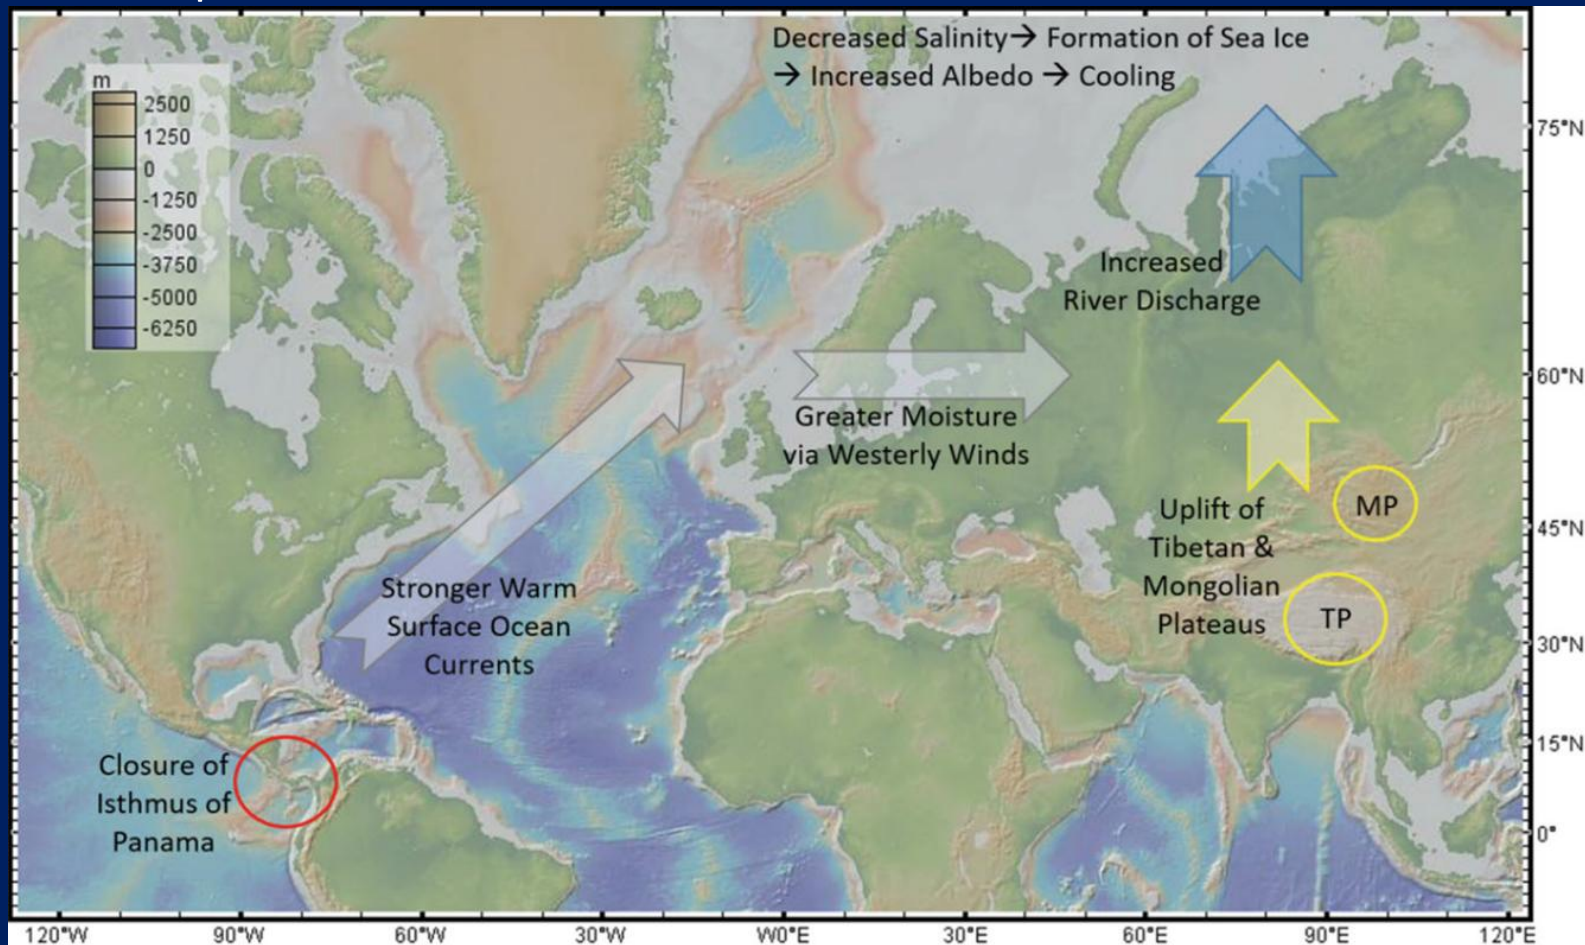 Decreased Salinity→ Formation of Sea Ice
→ Increased Albedo → Cooling
m
2500
1250
0
-1250
-2500
-3750
-5000
-6250
75°N
60°N
45°N
30°N
15°N
0°
Increased
River Discharge
Greater Moisture
via Westerly Winds
Uplift of
Tibetan &
Mongolian
Plateaus
MP
TP
Stronger Warm
Surface Ocean
Currents
Closure of
Isthmus of
Panama
120°W
90°W
60°W
30°W
W0°E
30°E
60°E
90°E
120°E